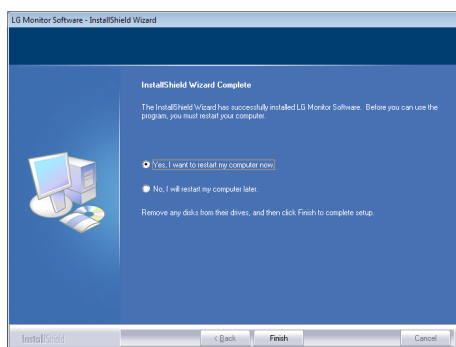 LG Monitor Software - InstallShield Wizard
InstallShield Wizard Complete
The InstallShield Wizard has successfully installed LG Monitor Software. Before you can use the
program, you must restart your computer.
Yes, I want to restart my computer now.
No, I will restart my computer later.
Remove any disks from their drives, and then click Finish to complete setup.
InstallShield
< Back
Finish
Cancel